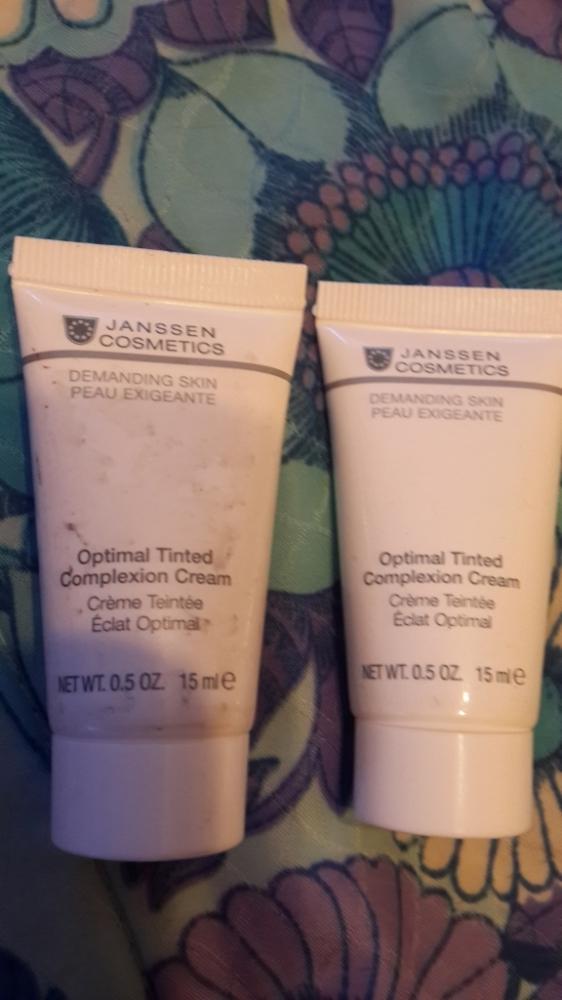 JANSSEN
COSMETICS
DEMANDING SKIN
PEAU EXIGEANTE
Optimal Tinted
Complexion Cream
Crème Teintée
Éclat Optimal
NET WT. 0.5 OZ. 15 ml e
JANSSEN
COSMETICS
DEMANDING SKIN
PEAU EXIGEANTE
Optimal Tinted
Complexion Cream
Crème Teintée
Éclat Optimal
NET WT. 0.5 OZ. 15 ml e